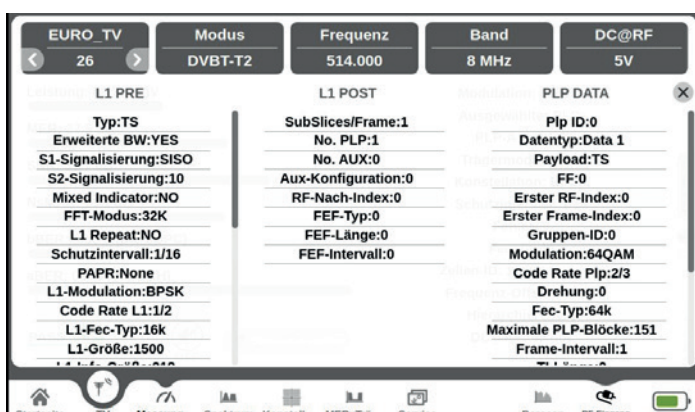 EURO_TV
26
Modus
DVBT-T2
Frequenz
514.000
Band
8 MHz
DC@RF
5V
L1 PRE
Typ:TS
Erweiterte BW:YES
S1-Signalisierung:SISO
S2-Signalisierung:10
Mixed Indicator:NO
FFT-Modus:32K
L1 Repeat:NO
Schutzintervall:1/16
PAPR:None
L1-Modulation:BPSK
Code Rate L1:1/2
L1-Fec-Typ:16k
L1-Größe:1500
L1 POST
SubSlices/Frame:1
No. PLP:1
No. AUX:0
Aux-Konfiguration:0
RF-Nach-Index:0
FEF-Typ:0
FEF-Länge:0
FEF-Intervall:0
PLP DATA
Plp ID:0
Datentyp:Data 1
Payload:TS
FF:0
Erster RF-Index:0
Erster Frame-Index:0
Gruppen-ID:0
Modulation:64QAM
Code Rate Plp:2/3
Drehung:0
Fec-Typ:64k
Maximale PLP-Blöcke:151
Frame-Intervall:1